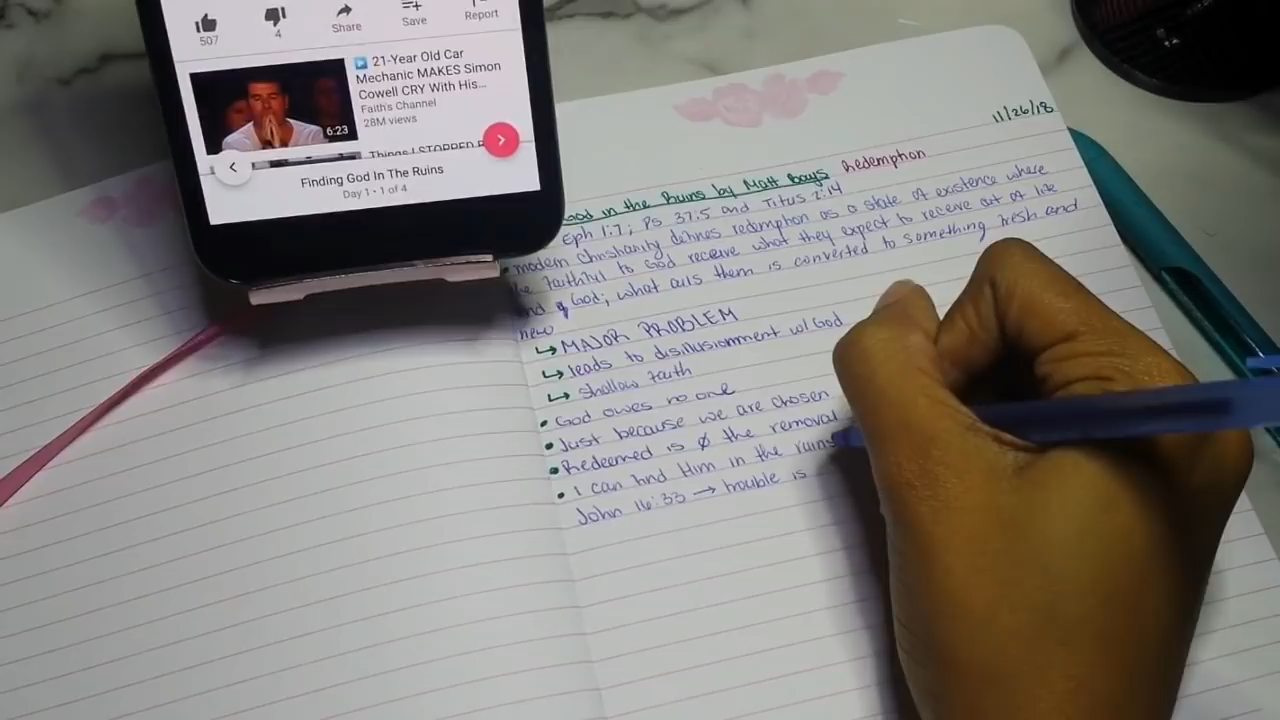 507
4
Share
Save
Report
21-Year Old Car
Mechanic MAKES Simon
Cowell CRY With His...
Faith's Channel
28M views
6:23
Things I STOPPED
Finding God In The Ruins
Day 1 • 1 of 4
11/26/18
God in the Ruins by Matt Bays Redemption
Eph 1:7; PS 37:5 and Titus 2:14
modern Christianity defines redemption as a state of existence where
the faithful to God receive what they expect to receive out of life
and God; what ails them is converted to something fresh and
new
↳ MAJOR PROBLEM
↳ leads to disillusionment w/ God
↳ shallow faith
• God owes no one
• Just because we are chosen
• Redeemed is ø the removal
• I can find Him in the ruins
John 16:33 → trouble is